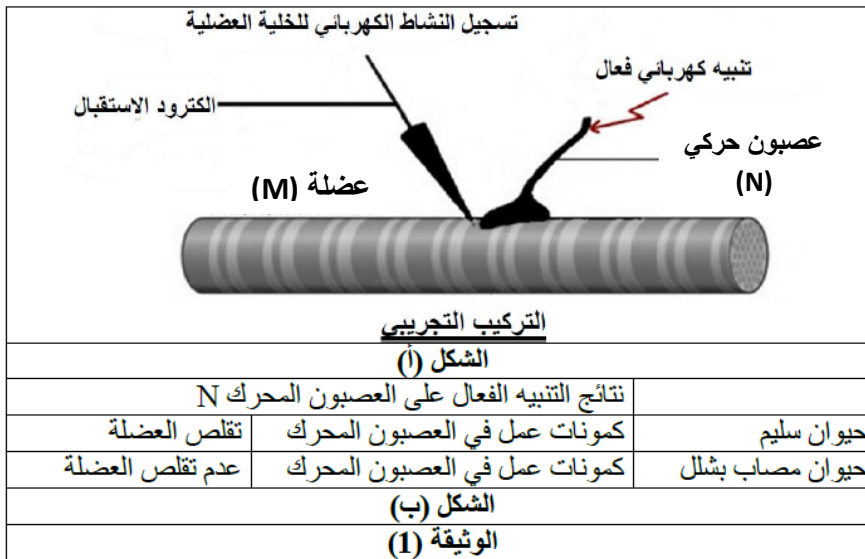 تسجيل النشاط الكهربائي للخلية العضلية
تنبيه كهربائي فعال
الكترود الإستقبال
عصبون حركي
(N)
عضلة (M)
التركيب التجريبي
الشكل (أ)
نتائج التنبيه الفعال على العصبون المحرك N
حيوان سليم كمونات عمل في العصبون المحرك تقلص العضلة
حيوان مصاب بشلل كمونات عمل في العصبون المحرك عدم تقلص العضلة
الشكل (ب)
الوثيقة (1)